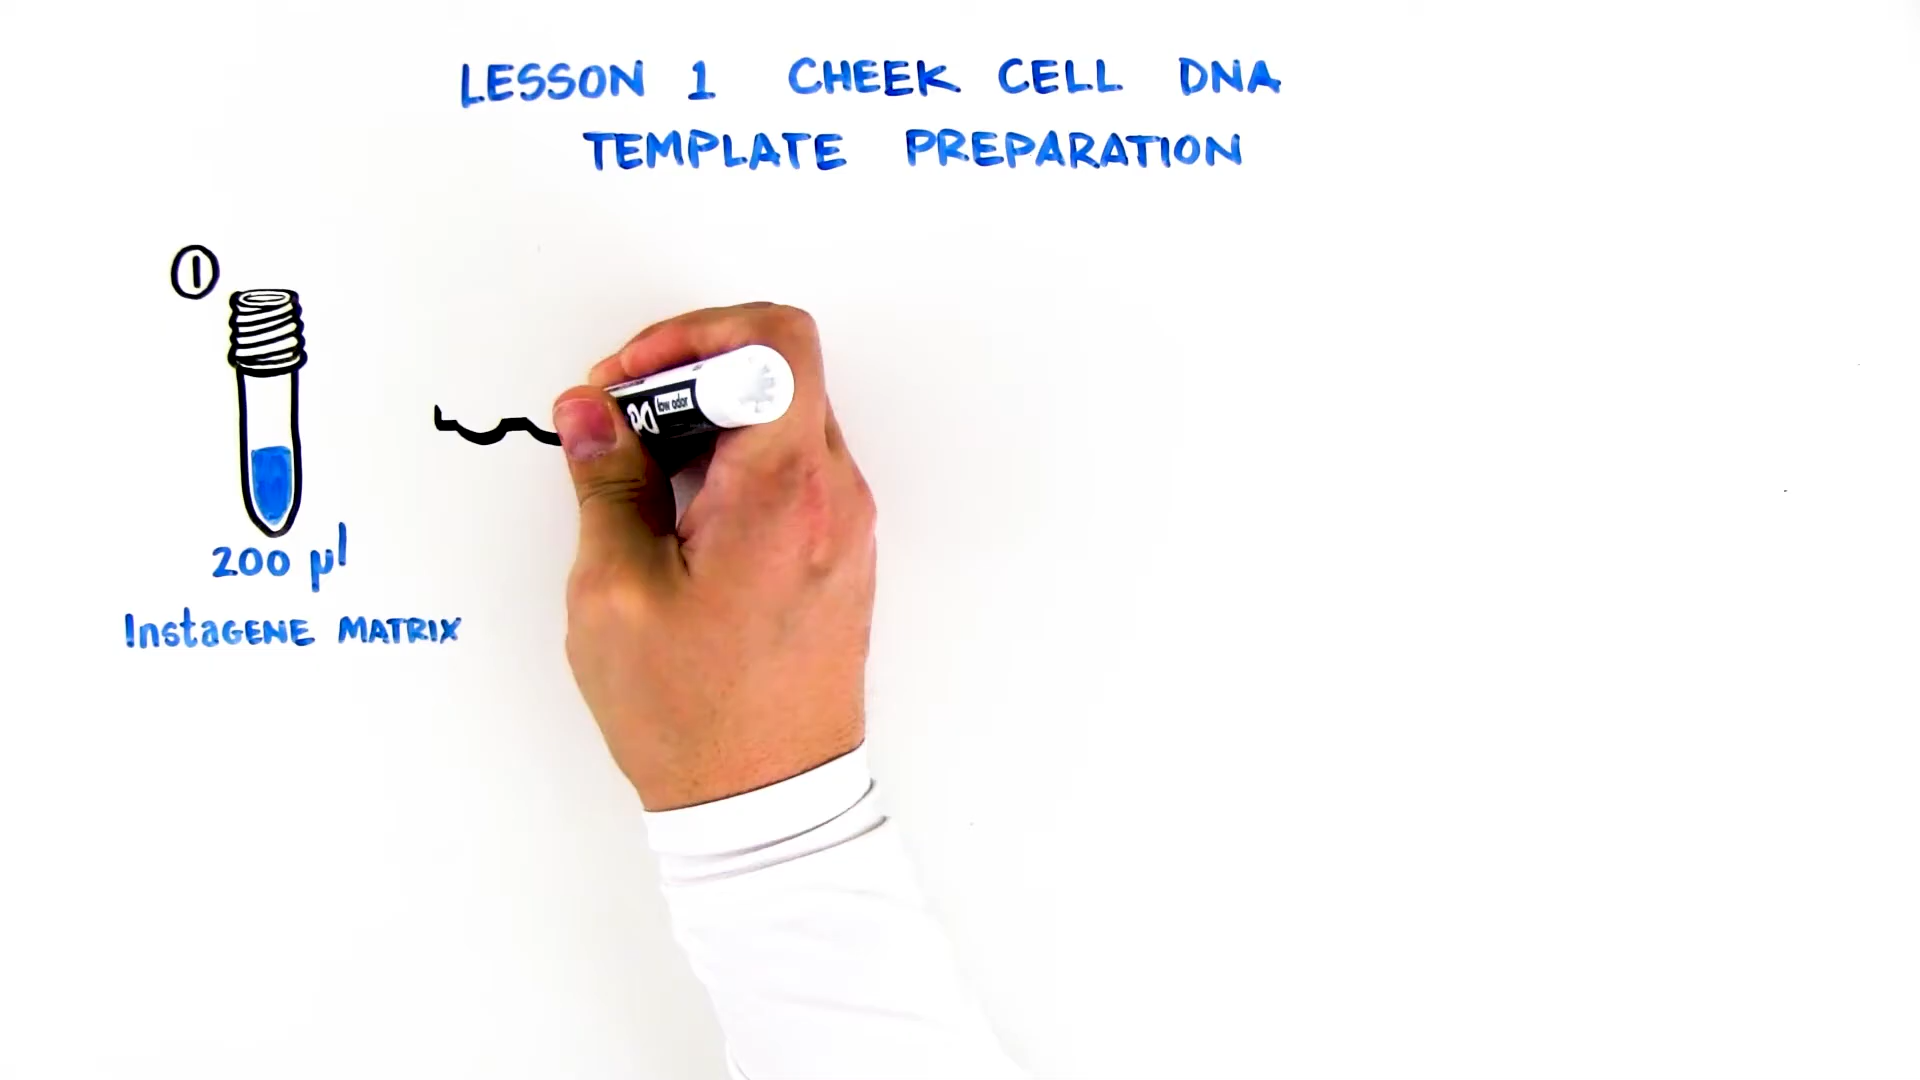 LESSON 1 CHEEK CELL DNA
TEMPLATE PREPARATION
1
200 µl
InstaGENE MATRIX
low odor